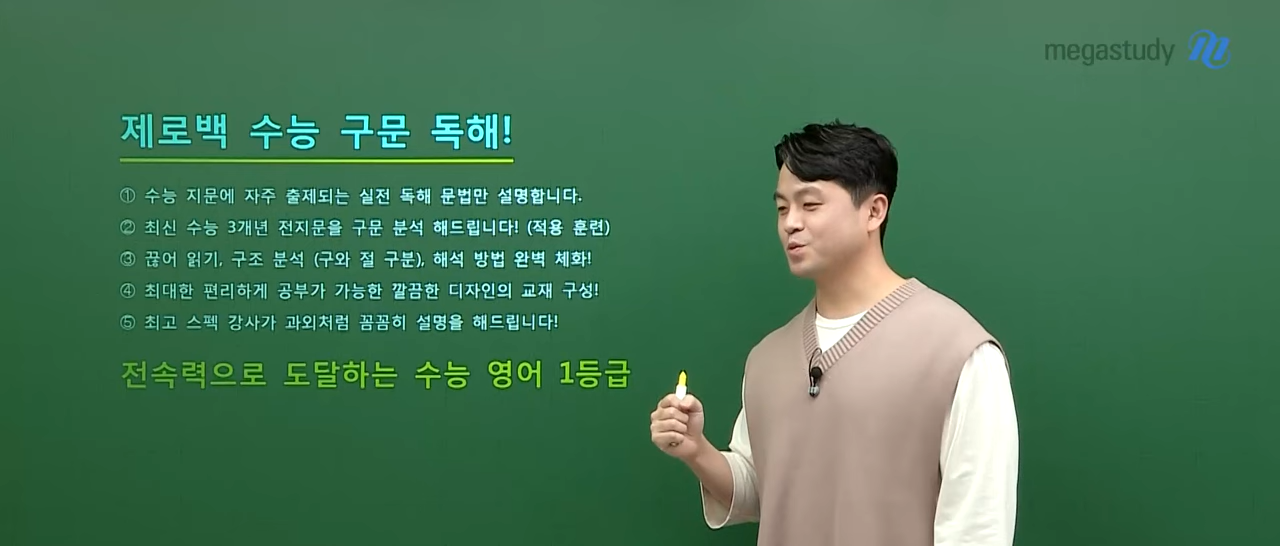 megastudy
제로백 수능 구문 독해!
① 수능 지문에 자주 출제되는 실전 독해 문법만 설명합니다.
② 최신 수능 3개년 전지문을 구문 분석 해드립니다! (적용 훈련)
③ 끊어 읽기, 구조 분석 (구와 절 구분), 해석 방법 완벽 체화!
④ 최대한 편리하게 공부가 가능한 깔끔한 디자인의 교재 구성!
⑤ 최고 스펙 강사가 과외처럼 꼼꼼히 설명을 해드립니다!
전속력으로 도달하는 수능 영어 1등급